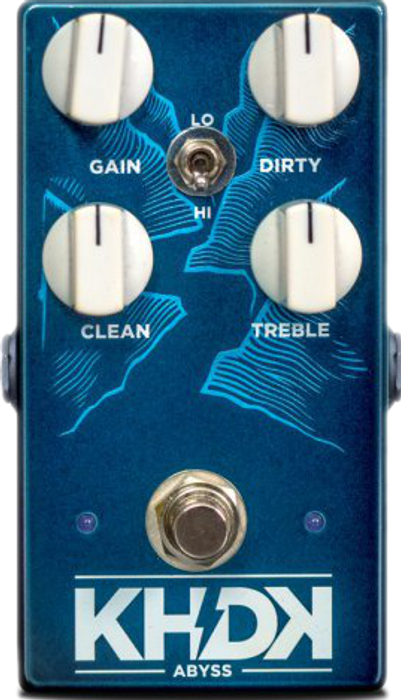 LO
GAIN
DIRTY
HI
CLEAN
TREBLE
KHDK
ABYSS